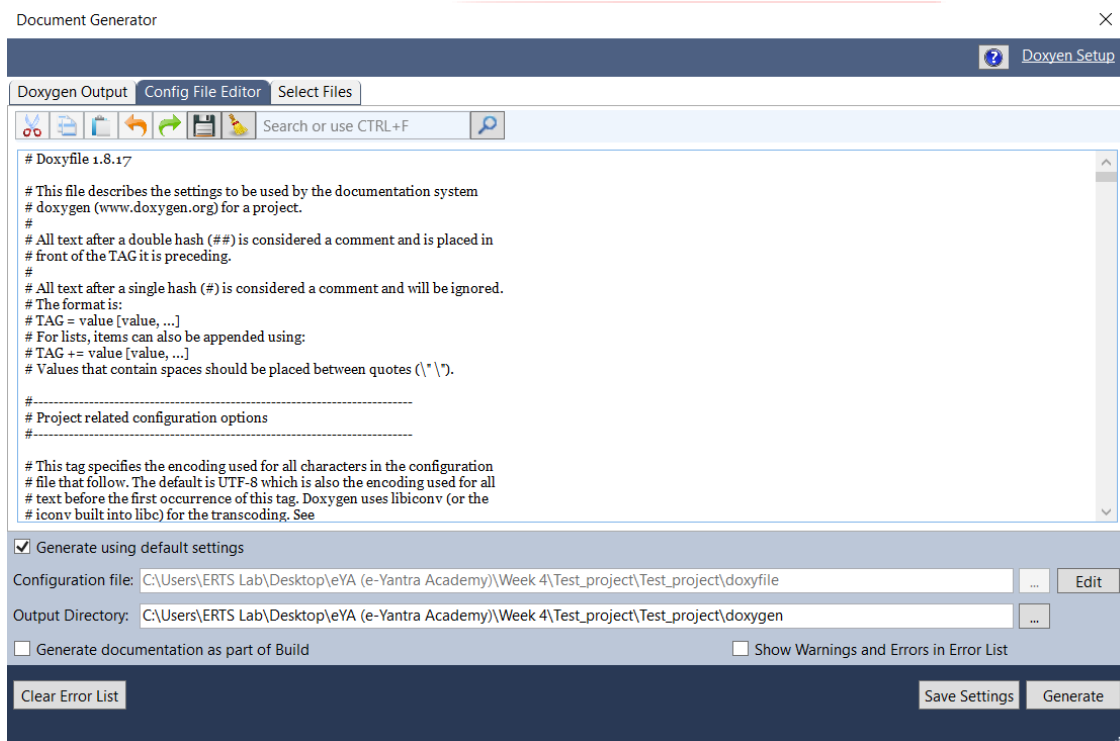 Document Generator
Doxyen Setup
Doxygen Output Config File Editor Select Files
Search or use CTRL+F
# Doxyfile 1.8.17
# This file describes the settings to be used by the documentation system
# doxygen (www.doxygen.org) for a project.
#
# All text after a double hash (##) is considered a comment and is placed in
# front of the TAG it is preceding.
#
# All text after a single hash (#) is considered a comment and will be ignored.
# The format is:
# TAG = value [value, ...]
# For lists, items can also be appended using:
# TAG += value [value, ...]
# Values that contain spaces should be placed between quotes (\" \").
#---------------------------------------------------------------------------
# Project related configuration options
#---------------------------------------------------------------------------
# This tag specifies the encoding used for all characters in the configuration
# file that follow. The default is UTF-8 which is also the encoding used for all
# text before the first occurrence of this tag. Doxygen uses libiconv (or the
# iconv built into libc) for the transcoding. See
Generate using default settings
Configuration file: C:\Users\ERTS Lab\Desktop\eYA (e-Yantra Academy)\Week 4\Test_project\Test_project\doxyfile ... Edit
Output Directory: C:\Users\ERTS Lab\Desktop\eYA (e-Yantra Academy)\Week 4\Test_project\Test_project\doxygen ...
Generate documentation as part of Build Show Warnings and Errors in Error List
Clear Error List Save Settings Generate